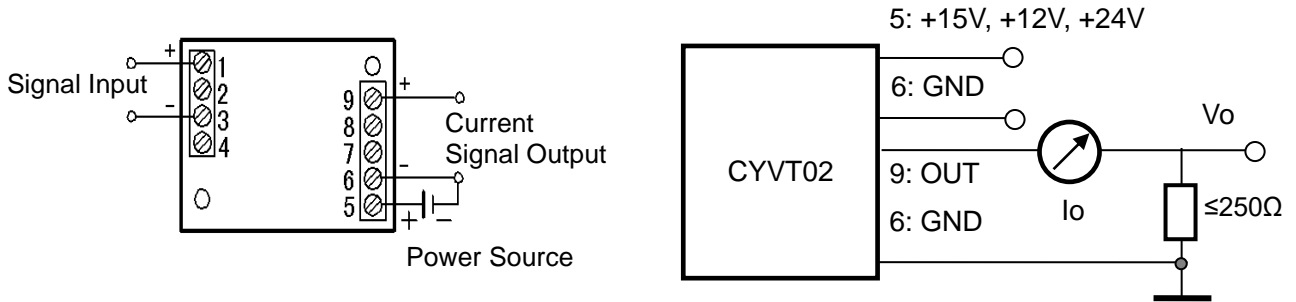 Signal Input
+
-
1
2
3
4
9
8
7
6
5
+
-
Current
Signal Output
+
-
Power Source
5: +15V, +12V, +24V
6: GND
CYVT02
9: OUT
6: GND
Io
Vo
≤250Ω